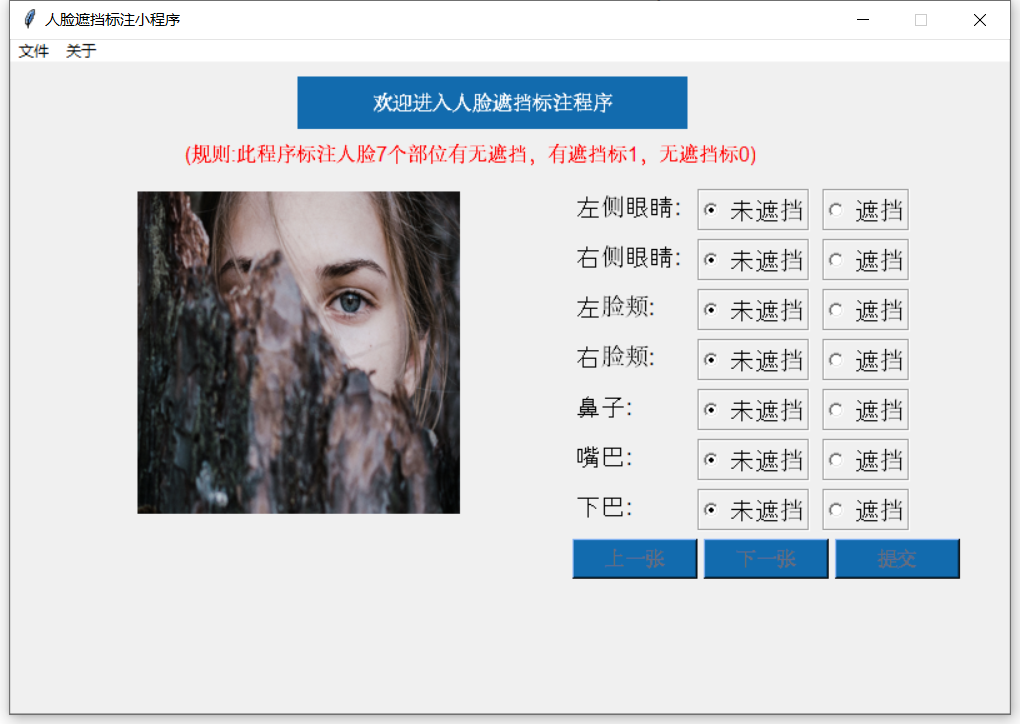 人脸遮挡标注小程序
文件 关于
欢迎进入人脸遮挡标注程序
(规则:此程序标注人脸7个部位有无遮挡，有遮挡标1，无遮挡标0)
左侧眼睛: 未遮挡 遮挡
右侧眼睛: 未遮挡 遮挡
左脸颊: 未遮挡 遮挡
右脸颊: 未遮挡 遮挡
鼻子: 未遮挡 遮挡
嘴巴: 未遮挡 遮挡
下巴: 未遮挡 遮挡
上一张 下一张 提交